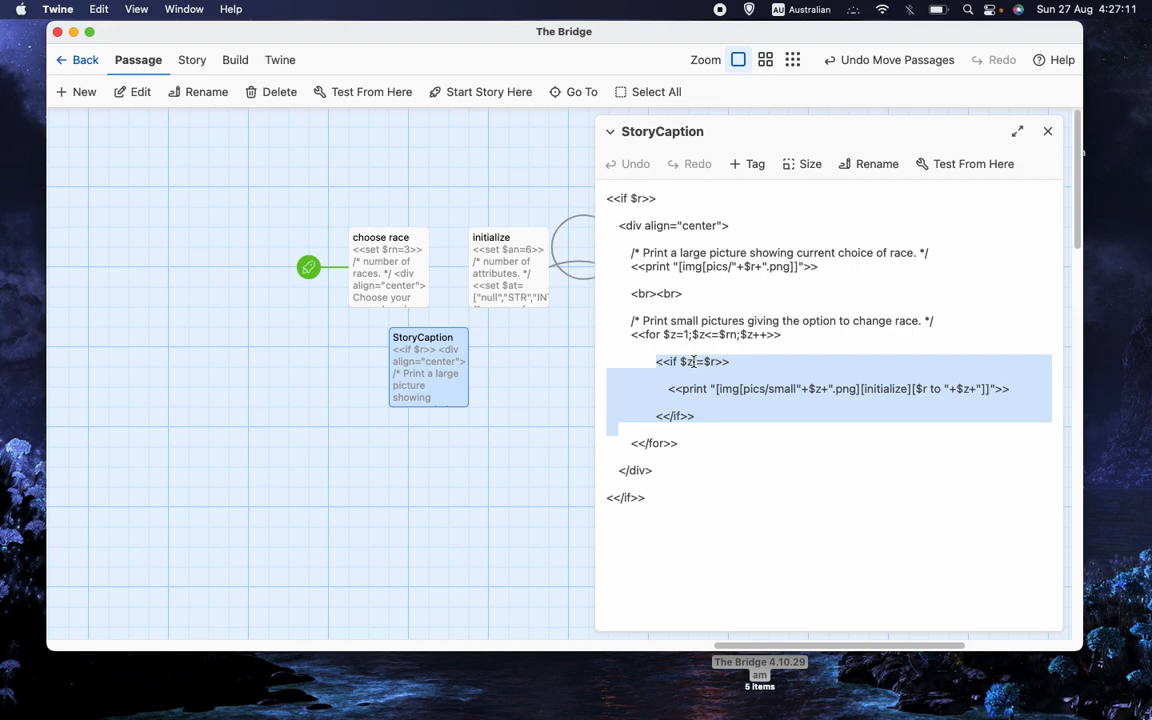 Twine Edit View Window Help
AU Australian Sun 27 Aug 4:27:11
The Bridge
Back Passage Story Build Twine Zoom Undo Move Passages Redo Help
New Edit Rename Delete Test From Here Start Story Here Go To Select All
choose race
<<set $rn=3>>
/* number of
races. */ <div
align="center">
Choose your
initialize
<<set $an=6>>
/* number of
attributes. */
<<set $at=
["null","STR","IN
StoryCaption
<<if $r>> <div
align="center">
/* Print a large
picture
showing
StoryCaption
Undo Redo Tag Size Rename Test From Here
<<if $r>>
<div align="center">
/* Print a large picture showing current choice of race. */
<<print "[img[pics/"+$r+".png]]">>
<br><br>
/* Print small pictures giving the option to change race. */
<<for $z=1;$z<=$rn;$z++>>
<<if $z!=$r>>
<<print "[img[pics/small"+$z+".png][initialize][$r to "+$z+"]]">>
<</if>>
<</for>>
</div>
<</if>>
The Bridge 4.10.29
am
5 items